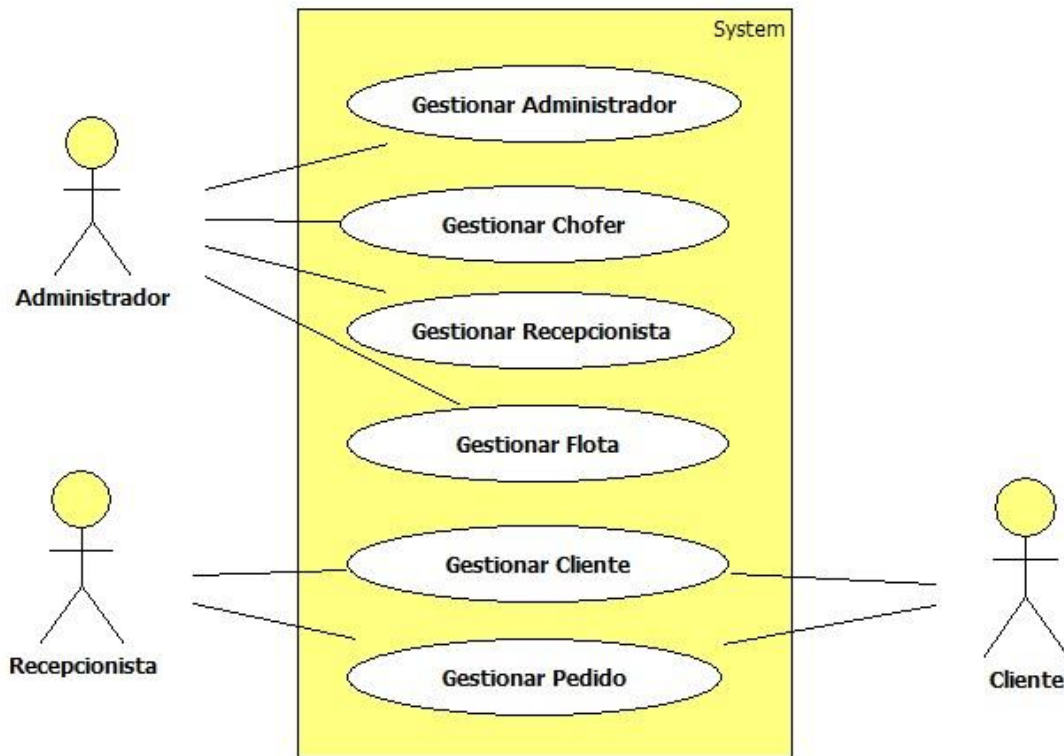 System
Gestionar Administrador
Gestionar Chofer
Administrador
Gestionar Recepcionista
Gestionar Flota
Gestionar Cliente
Recepcionista
Gestionar Pedido
Cliente